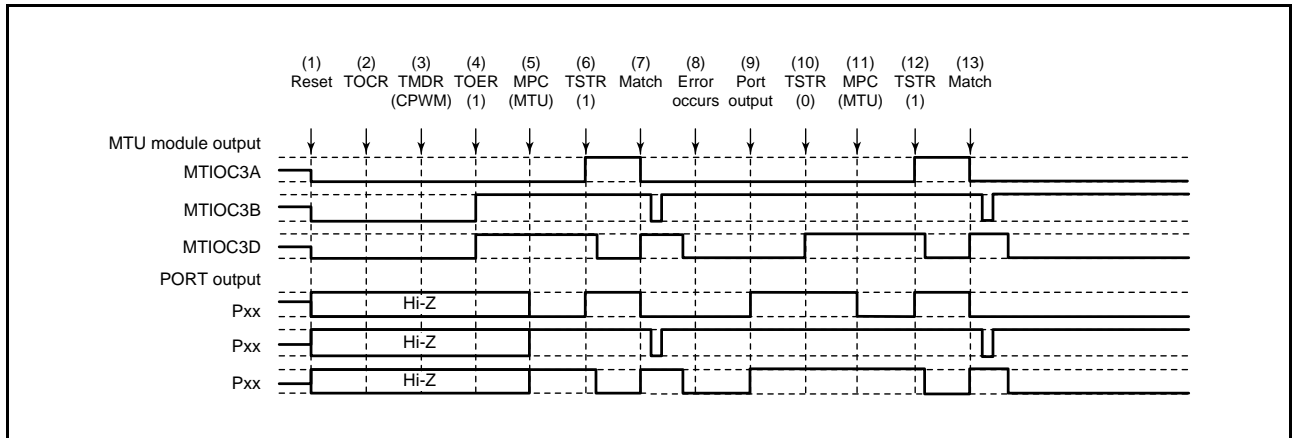 (1) (2) (3) (4) (5) (6) (7) (8) (9) (10) (11) (12) (13)
Reset TOCR TMDR TOER MPC TSTR Match Error Port TSTR MPC TSTR Match
(CPWM) (1) (MTU) (1) occurs output (0) (MTU) (1)
MTU module output
MTIOC3A
MTIOC3B
MTIOC3D
PORT output
Pxx Hi-Z
Pxx Hi-Z
Pxx Hi-Z